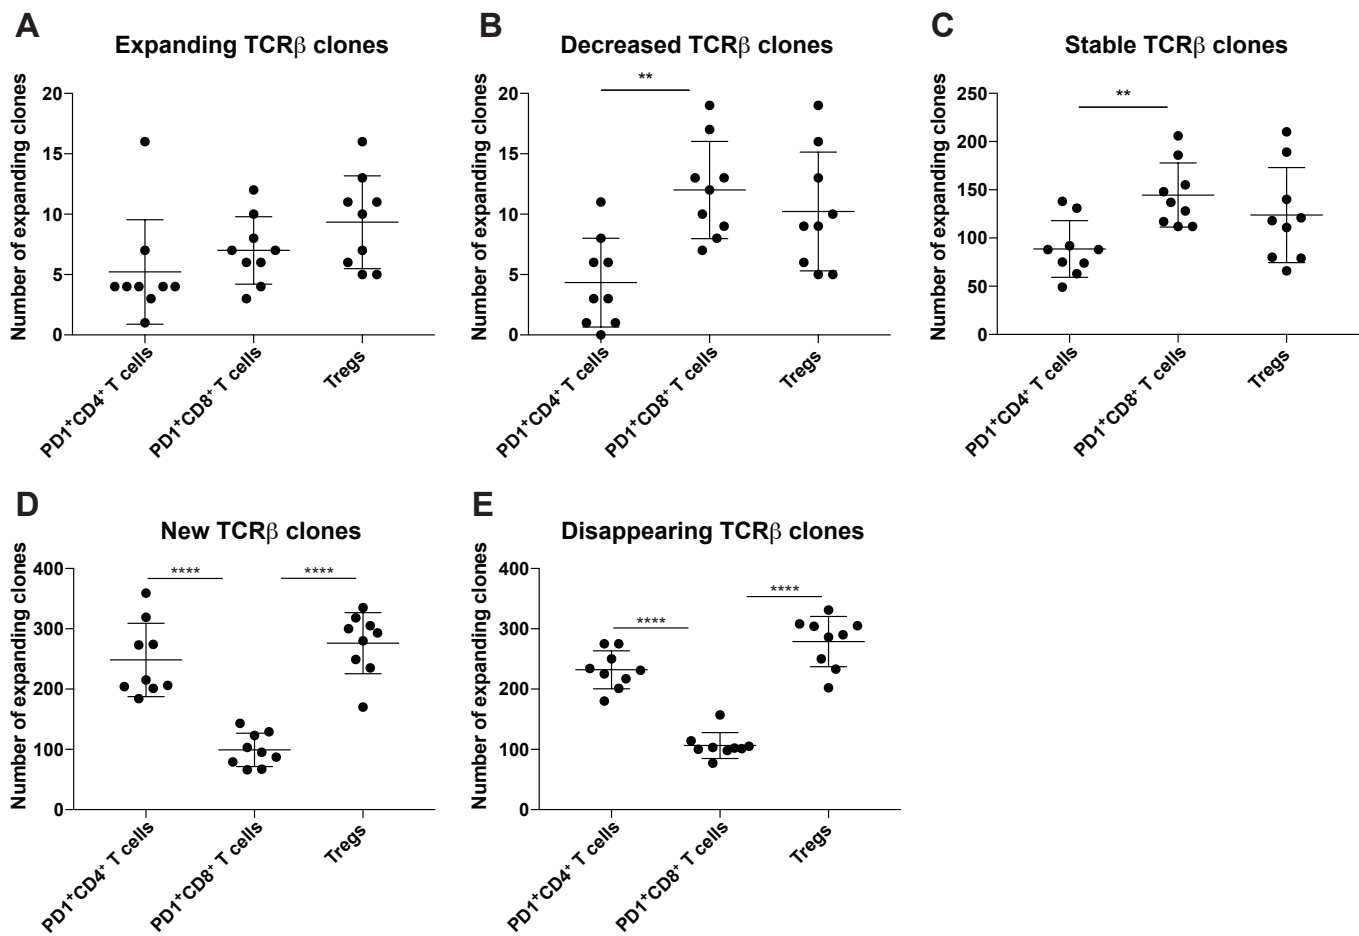 A
Expanding TCRβ clones
Number of expanding clones
20
15
10
5
0
PD1⁺CD4⁺ T cells
PD1⁺CD8⁺ T cells
Tregs
B
Decreased TCRβ clones
Number of expanding clones
**
20
15
10
5
0
PD1⁺CD4⁺ T cells
PD1⁺CD8⁺ T cells
Tregs
C
Stable TCRβ clones
Number of expanding clones
**
250
200
150
100
50
0
PD1⁺CD4⁺ T cells
PD1⁺CD8⁺ T cells
Tregs
D
New TCRβ clones
Number of expanding clones
**** ****
400
300
200
100
0
PD1⁺CD4⁺ T cells
PD1⁺CD8⁺ T cells
Tregs
E
Disappearing TCRβ clones
Number of expanding clones
****
****
400
300
200
100
0
PD1⁺CD4⁺ T cells
PD1⁺CD8⁺ T cells
Tregs